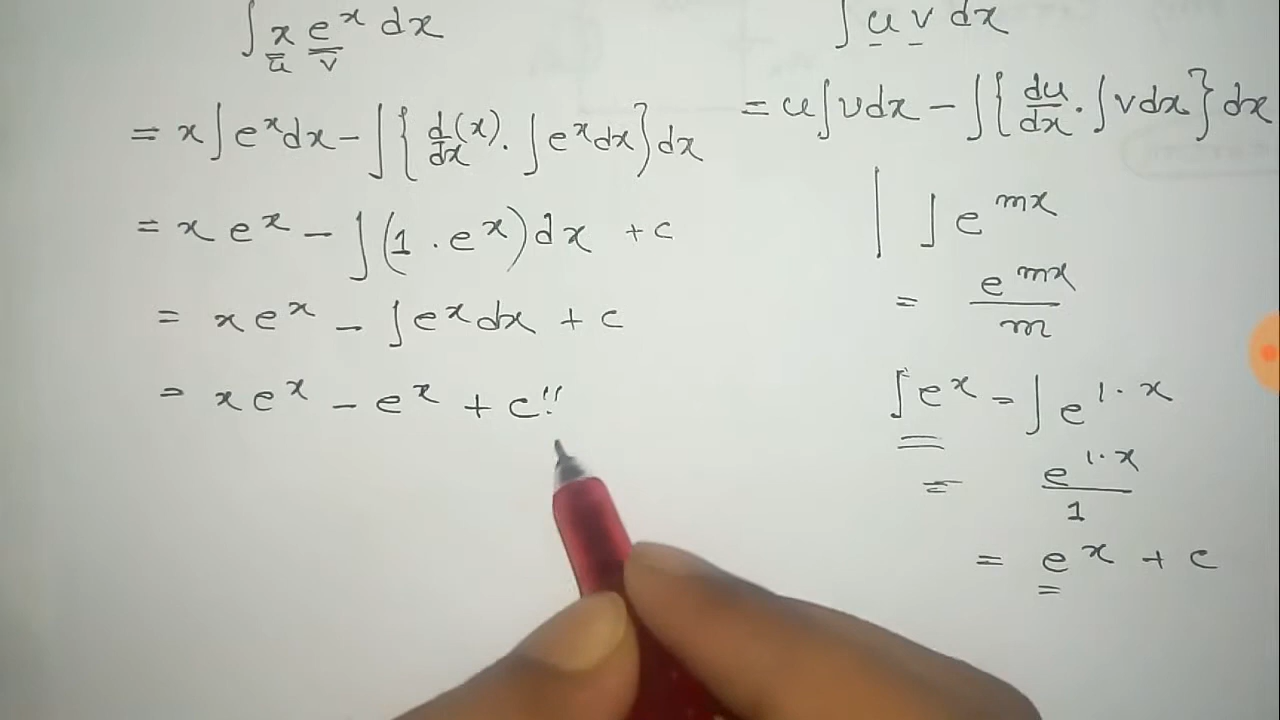 ∫ x e^x dx
u v
= x ∫ e^x dx − ∫ { d/dx (x) . ∫ e^x dx } dx
= x e^x − ∫ (1 . e^x) dx + c
= x e^x − ∫ e^x dx + c
= x e^x − e^x + c''
∫ u v dx
= u ∫ v dx − ∫ { du/dx . ∫ v dx } dx
| ∫ e^mx
= e^mx / m
∫ e^x = ∫ e^1.x
= e^1.x / 1
= e^x + c